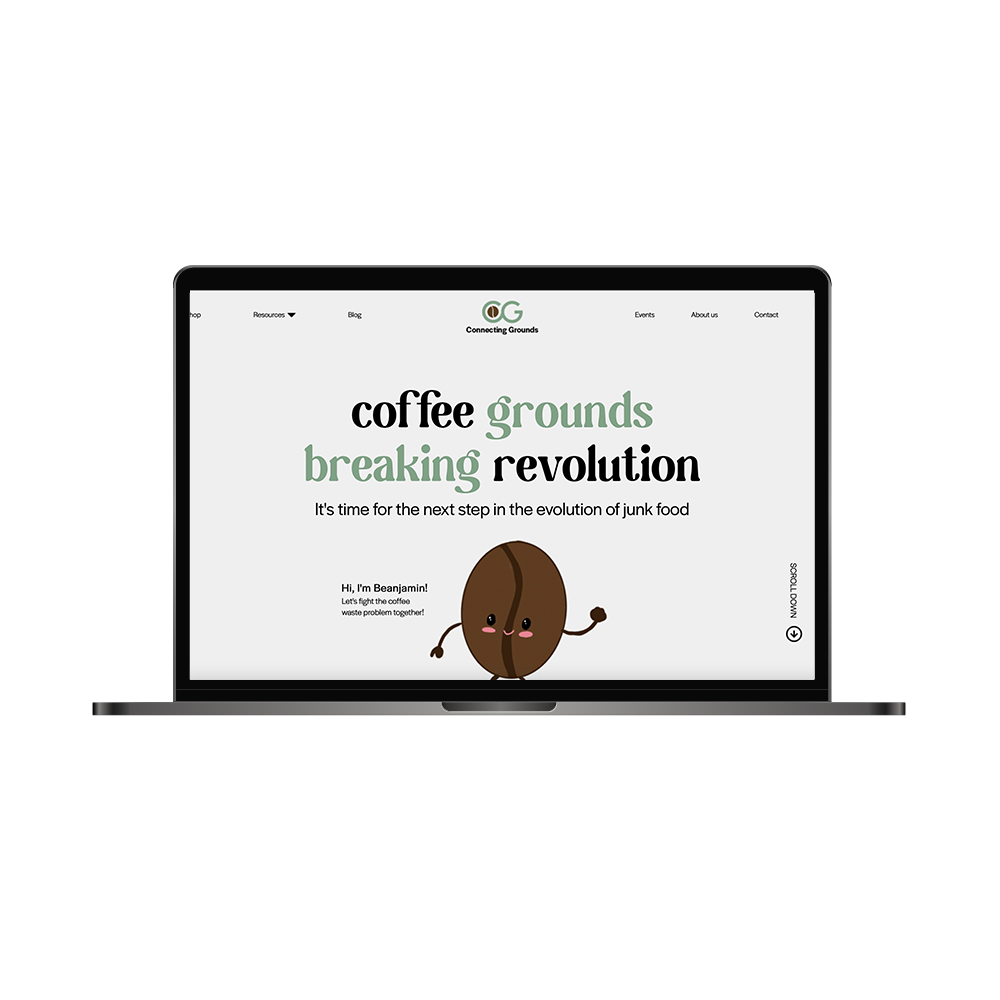 hop
Resources
Blog
CG
Connecting Grounds
Events
About us
Contact
coffee grounds
breaking revolution
It's time for the next step in the evolution of junk food
Hi, I'm Beanjamin!
Let's fight the coffee
waste problem together!
SCROLL DOWN